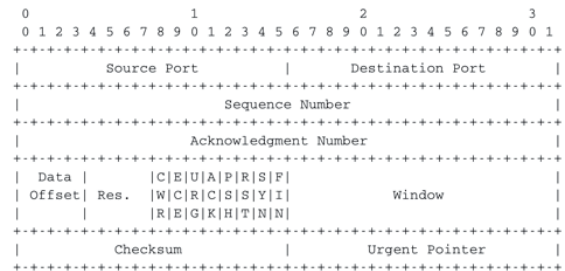 0                   1                   2                   3
0 1 2 3 4 5 6 7 8 9 0 1 2 3 4 5 6 7 8 9 0 1 2 3 4 5 6 7 8 9 0 1
+-+-+-+-+-+-+-+-+-+-+-+-+-+-+-+-+-+-+-+-+-+-+-+-+-+-+-+-+-+-+-+-+
|          Source Port          |       Destination Port        |
+-+-+-+-+-+-+-+-+-+-+-+-+-+-+-+-+-+-+-+-+-+-+-+-+-+-+-+-+-+-+-+-+
|                        Sequence Number                        |
+-+-+-+-+-+-+-+-+-+-+-+-+-+-+-+-+-+-+-+-+-+-+-+-+-+-+-+-+-+-+-+-+
|                    Acknowledgment Number                      |
+-+-+-+-+-+-+-+-+-+-+-+-+-+-+-+-+-+-+-+-+-+-+-+-+-+-+-+-+-+-+-+-+
|  Data |       |C|E|U|A|P|R|S|F|                               |
| Offset| Res.  |W|C|R|C|S|S|Y|I|            Window             |
|       |       |R|E|G|K|H|T|N|N|                               |
+-+-+-+-+-+-+-+-+-+-+-+-+-+-+-+-+-+-+-+-+-+-+-+-+-+-+-+-+-+-+-+-+
|           Checksum            |         Urgent Pointer        |
+-+-+-+-+-+-+-+-+-+-+-+-+-+-+-+-+-+-+-+-+-+-+-+-+-+-+-+-+-+-+-+-+